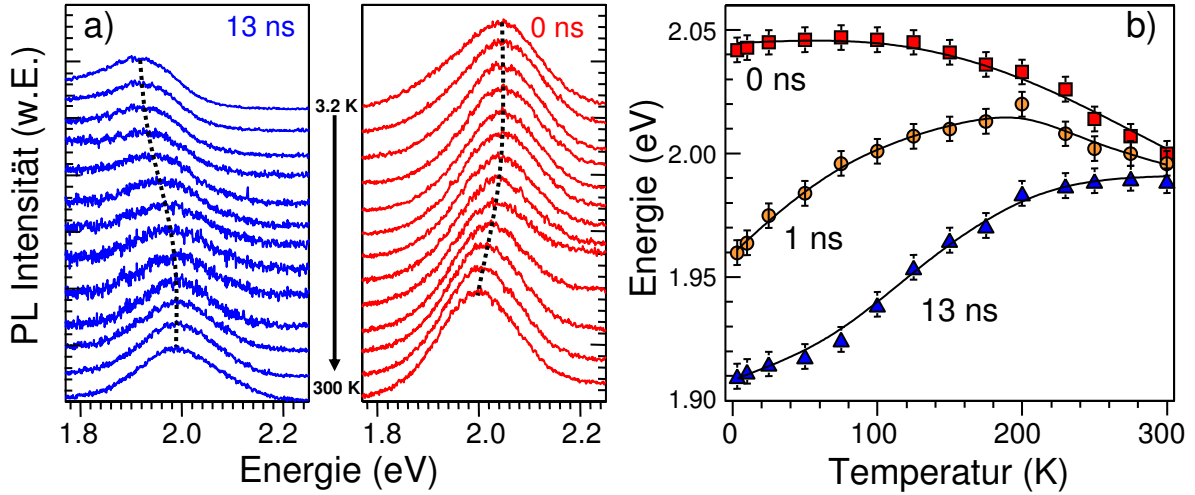 a)
13 ns
0 ns
PL Intensität (w.E.)
3.2 K
300 K
1.8
2.0
2.2
1.8
2.0
2.2
Energie (eV)
b)
0 ns
1 ns
13 ns
Energie (eV)
2.05
2.00
1.95
1.90
0
100
200
300
Temperatur (K)